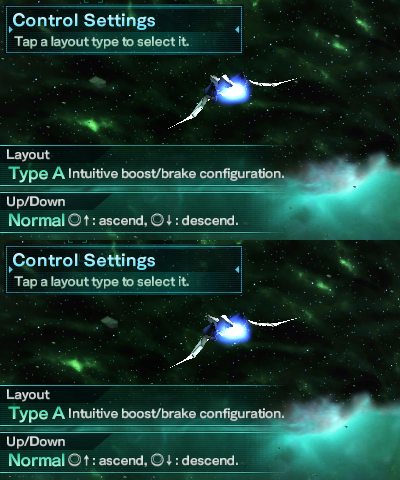 Control Settings
Tap a layout type to select it.
Layout
Type A Intuitive boost/brake configuration.
Up/Down
Normal ◎↑: ascend, ◎↓: descend.
Control Settings
Tap a layout type to select it.
Layout
Type A Intuitive boost/brake configuration.
Up/Down
Normal ◎↑: ascend, ◎↓: descend.